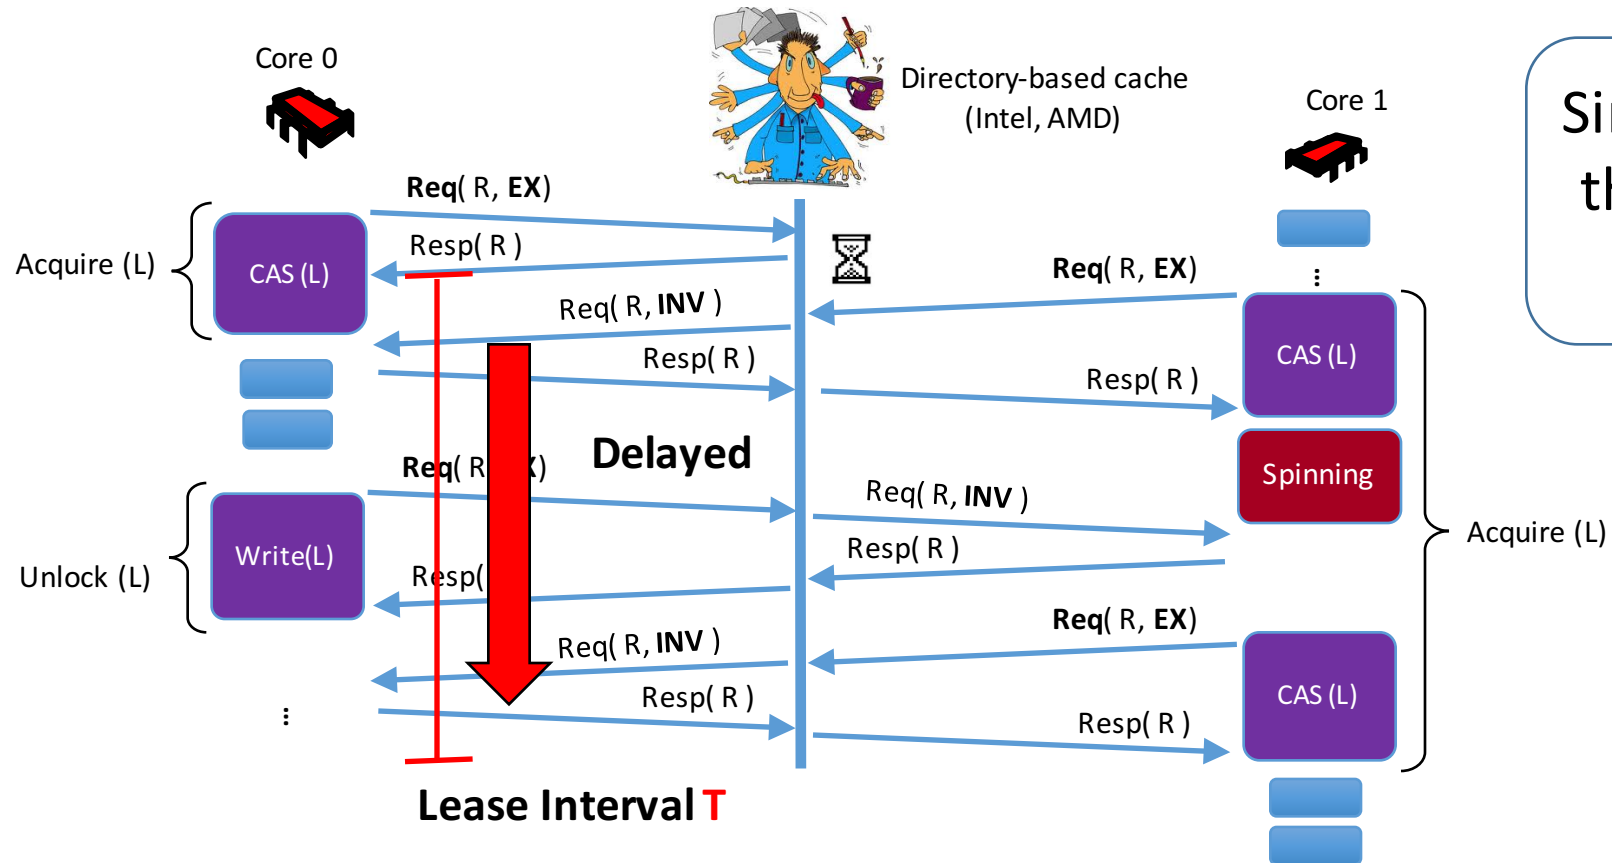 Core 0
Directory-based cache
(Intel, AMD)
Core 1
Req( R, EX)
Acquire (L)
CAS (L)
Resp( R )
Req( R, EX)
...
Req( R, INV )
Resp( R )
CAS (L)
Resp( R )
Delayed
Req( R
X)
Spinning
Req( R, INV )
Acquire (L)
Unlock (L)
Write(L)
Resp( R )
Resp(
Req( R, EX)
Req( R, INV )
Resp( R )
CAS (L)
...
Resp( R )
Lease Interval T